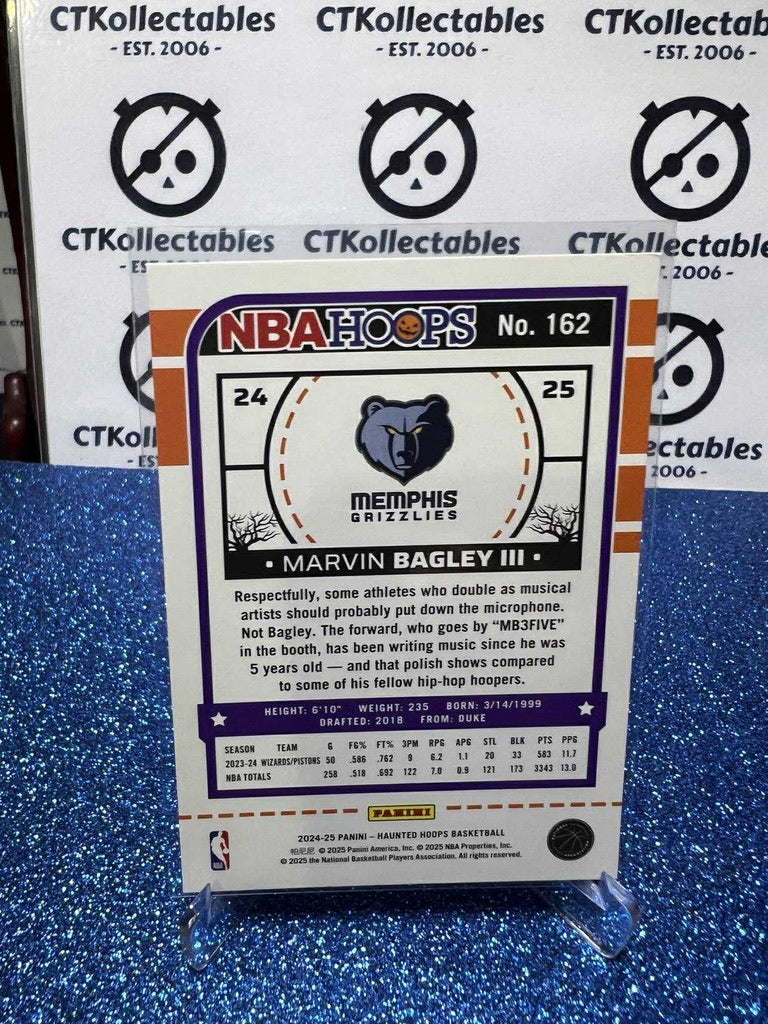 CTKollectables CTKollectables CTKollectables
- EST. 2006 - - EST. 2006 - - EST. 2006 -
CTKollectables CTKollectables CTKollectables
- ES T. 2006 -
CTKoll ectables
- ES 2006 -
NBA HOOPS No. 162
24 25
MEMPHIS
GRIZZLIES
• MARVIN BAGLEY III •
Respectfully, some athletes who double as musical
artists should probably put down the microphone.
Not Bagley. The forward, who goes by “MB3FIVE”
in the booth, has been writing music since he was
5 years old — and that polish shows compared
to some of his fellow hip-hop hoopers.
HEIGHT: 6'10" WEIGHT: 235 BORN: 3/14/1999
DRAFTED: 2018 FROM: DUKE
SEASON TEAM G FG% FT% 3PM RPG APG STL BLK PTS PPG
2023-24 WIZARDS/PISTONS 50 .586 .762 9 6.2 1.1 20 33 583 11.7
NBA TOTALS 258 .518 .692 122 7.0 0.9 121 173 3343 13.0
PANINI
2024-25 PANINI – HAUNTED HOOPS BASKETBALL
帕尼尼 © 2025 Panini America, Inc. © 2025 NBA Properties, Inc.
© 2025 the National Basketball Players Association. All rights reserved.
NBA